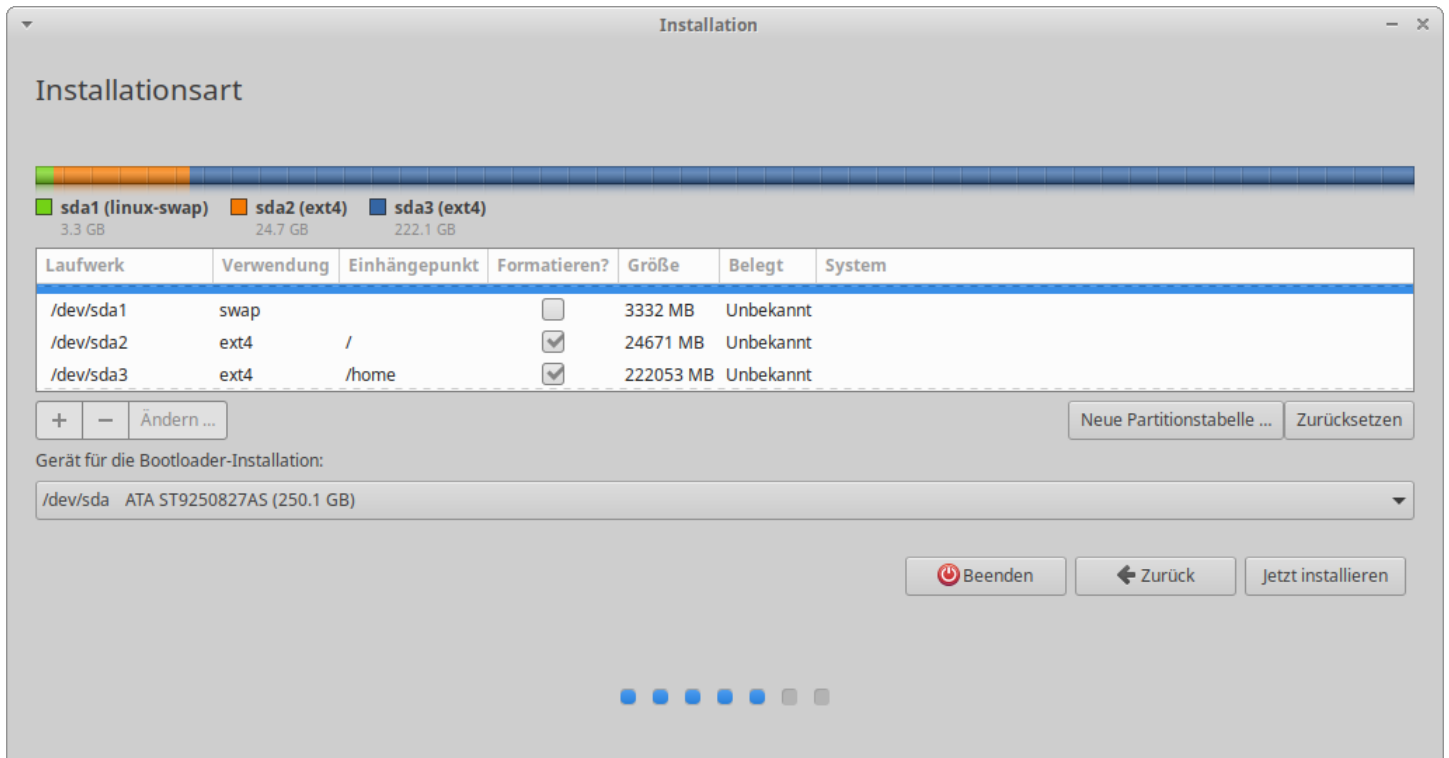 Installation
Installationsart
sda1 (linux-swap) sda2 (ext4) sda3 (ext4)
3.3 GB 24.7 GB 222.1 GB
Laufwerk Verwendung Einhängepunkt Formatieren? Größe Belegt System
/dev/sda1 swap 3332 MB Unbekannt
/dev/sda2 ext4 / 24671 MB Unbekannt
/dev/sda3 ext4 /home 222053 MB Unbekannt
+ − Ändern ... Neue Partitionstabelle ... Zurücksetzen
Gerät für die Bootloader-Installation:
/dev/sda ATA ST9250827AS (250.1 GB)
Beenden Zurück Jetzt installieren